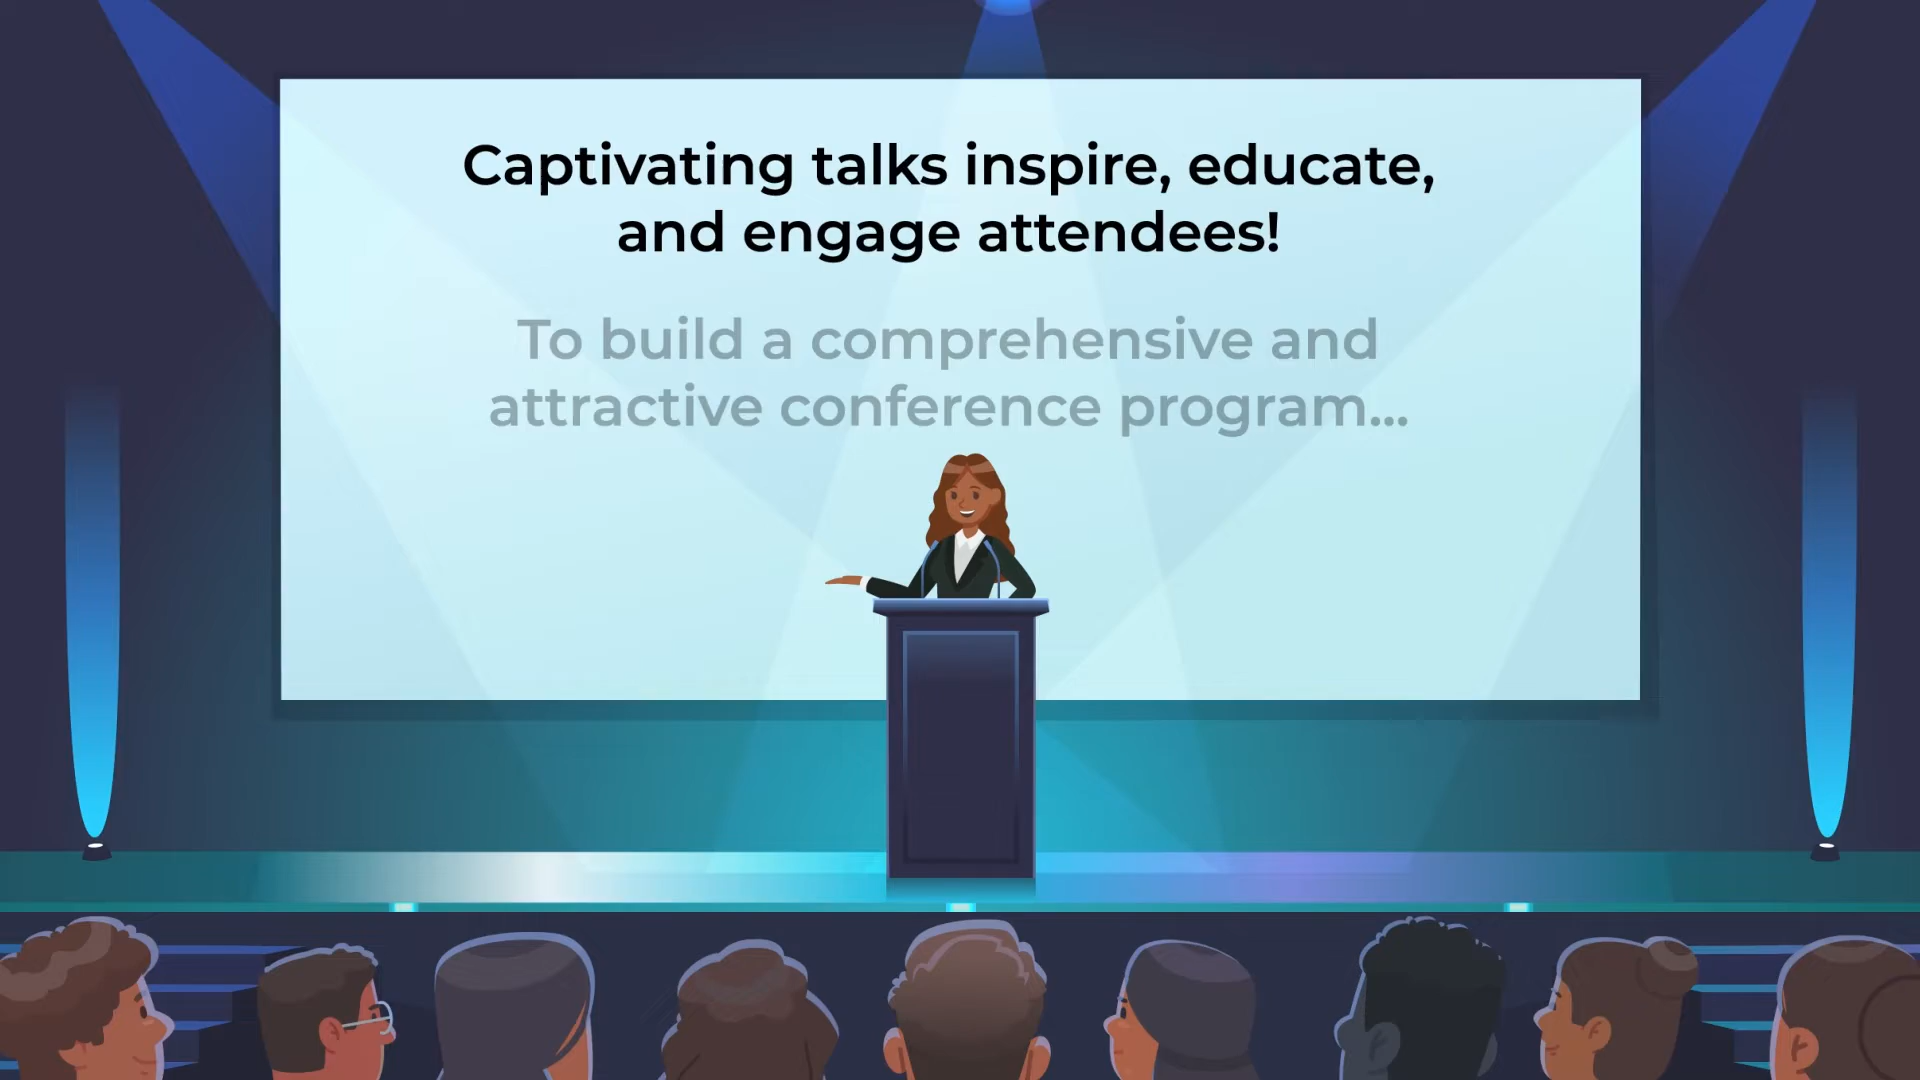 Captivating talks inspire, educate,
and engage attendees!
To build a comprehensive and
attractive conference program...